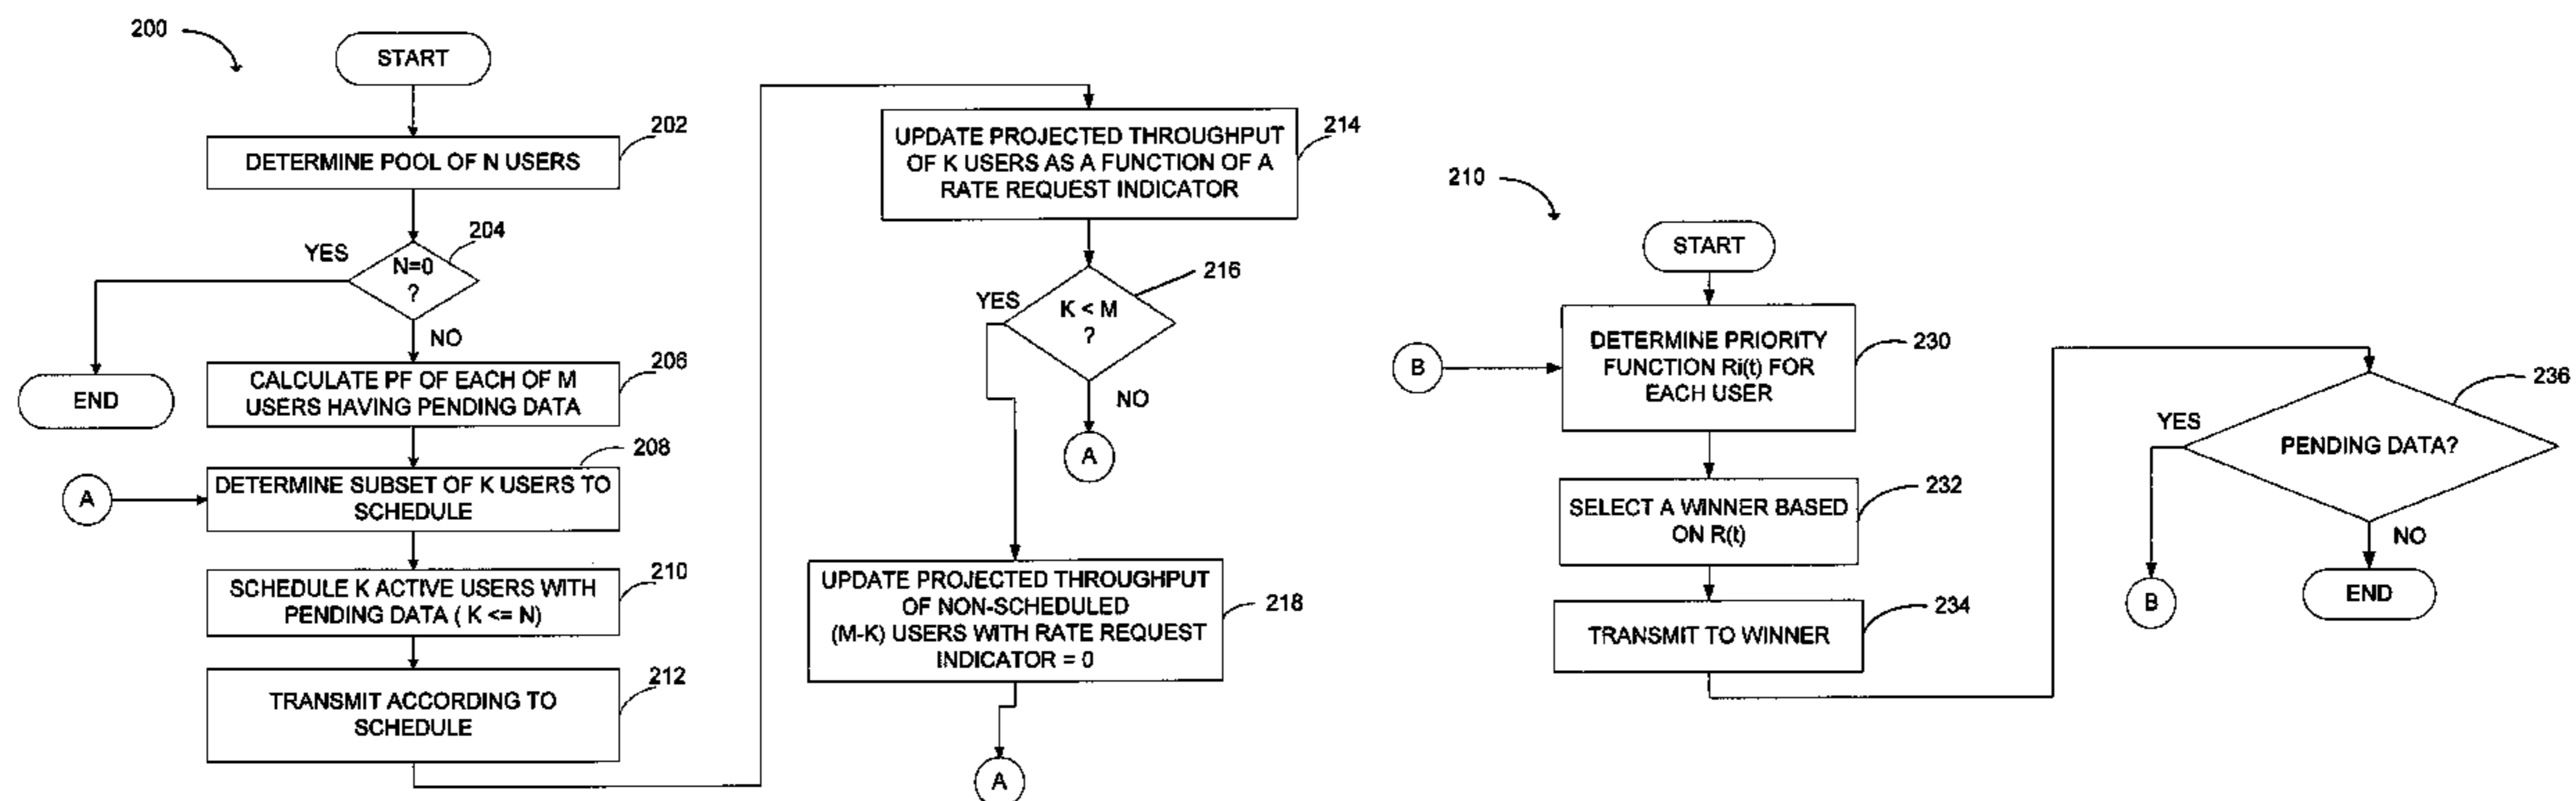 200
START
202
DETERMINE POOL OF N USERS
204
YES
N=0
?
NO
END
206
CALCULATE PF OF EACH OF M
USERS HAVING PENDING DATA
208
A
DETERMINE SUBSET OF K USERS TO
SCHEDULE
210
SCHEDULE K ACTIVE USERS WITH
PENDING DATA ( K <= N)
212
TRANSMIT ACCORDING TO
SCHEDULE
214
UPDATE PROJECTED THROUGHPUT
OF K USERS AS A FUNCTION OF A
RATE REQUEST INDICATOR
216
YES
K < M
?
NO
A
UPDATE PROJECTED THROUGHPUT
OF NON-SCHEDULED
(M-K) USERS WITH RATE REQUEST
INDICATOR = 0
218
A
210
START
B
DETERMINE PRIORITY
FUNCTION Ri(t) FOR
EACH USER
230
SELECT A WINNER BASED
ON R(t)
232
TRANSMIT TO WINNER
234
236
YES
PENDING DATA?
NO
B
END